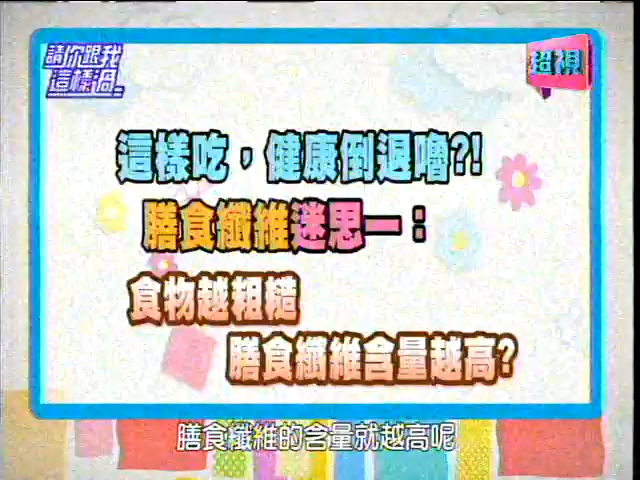 請你跟我
這樣過
超視
這樣吃，健康倒退嚕?!
膳食纖維迷思一：
食物越粗糙
膳食纖維含量越高?
膳食纖維的含量就越高呢